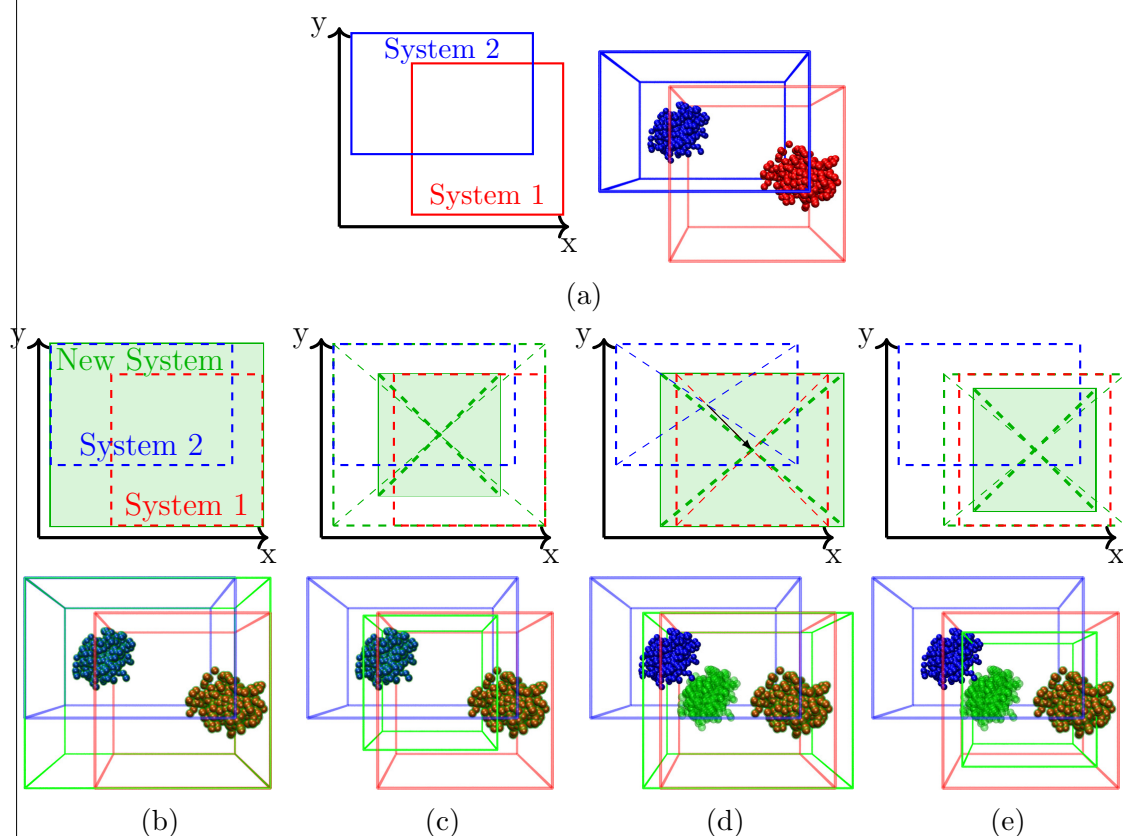 y
System 2
System 1
x
(a)
y
New System
System 2
System 1
x
y
x
y
x
y
x
(b)
(c)
(d)
(e)